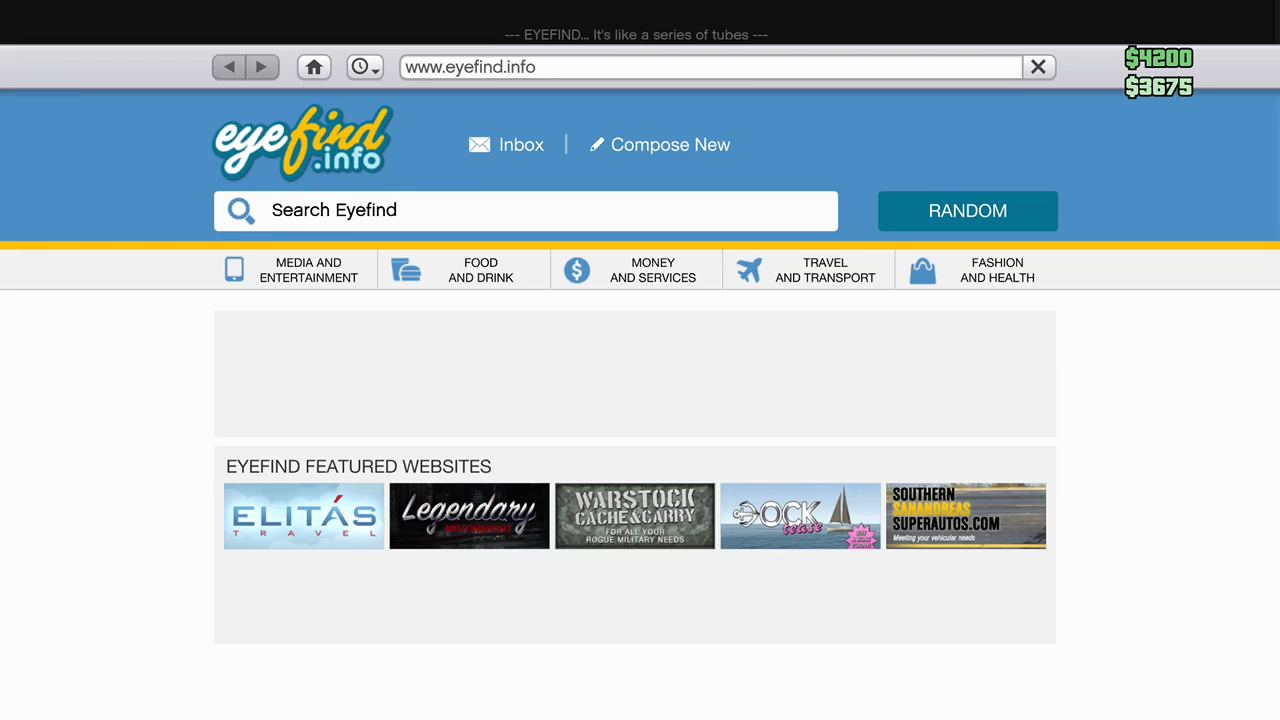 --- EYEFIND... It's like a series of tubes ---
www.eyefind.info
$4200
$3675
eyefind.info
Inbox | Compose New
Search Eyefind
RANDOM
MEDIA AND
ENTERTAINMENT
FOOD
AND DRINK
MONEY
AND SERVICES
TRAVEL
AND TRANSPORT
FASHION
AND HEALTH
EYEFIND FEATURED WEBSITES
ELITÁS
TRAVEL
Legendary
MOTORSPORT
WARSTOCK
CACHE&CARRY
FOR ALL YOUR
ROGUE MILITARY NEEDS
DOCK
tease
SOUTHERN
SANANDREAS
SUPERAUTOS.COM
Meeting your vehicular needs